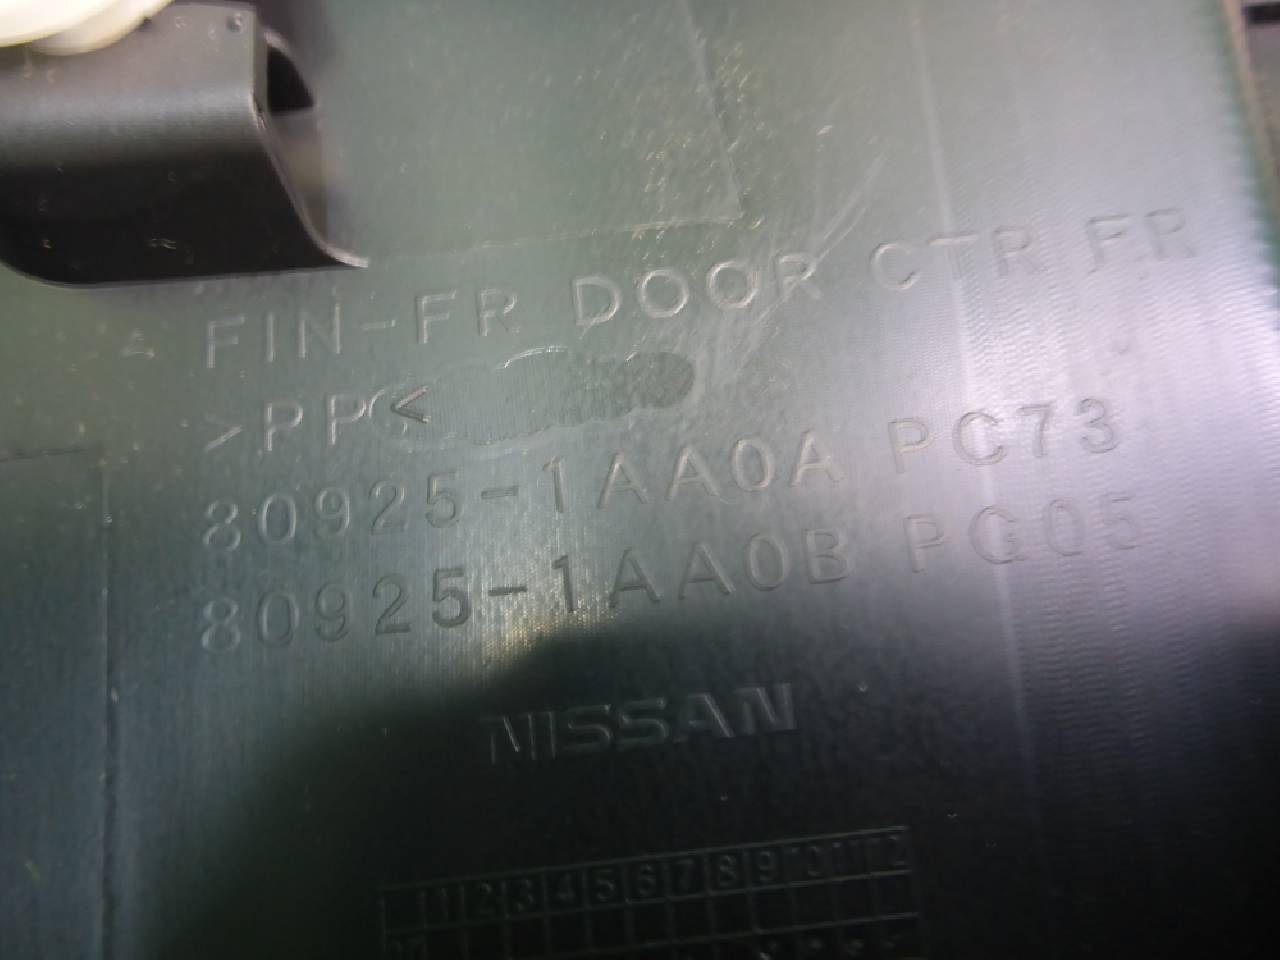 FIN-FR DOOR CTR FR
>PP<
80925-1AA0A PC73
80925-1AA0B PG05
NISSAN
1 2 3 4 5 6 7 8 9 10 11 12